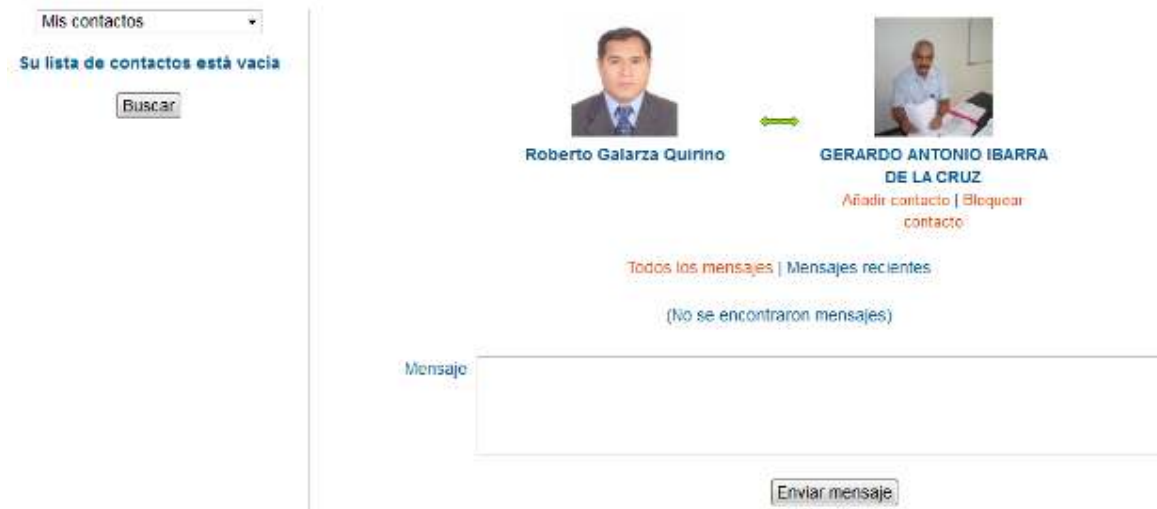 Mis contactos
Su lista de contactos está vacía
Buscar
Roberto Galarza Quirino
GERARDO ANTONIO IBARRA
DE LA CRUZ
Añadir contacto | Bloquear
contacto
Todos los mensajes | Mensajes recientes
(No se encontraron mensajes)
Mensaje
Enviar mensaje